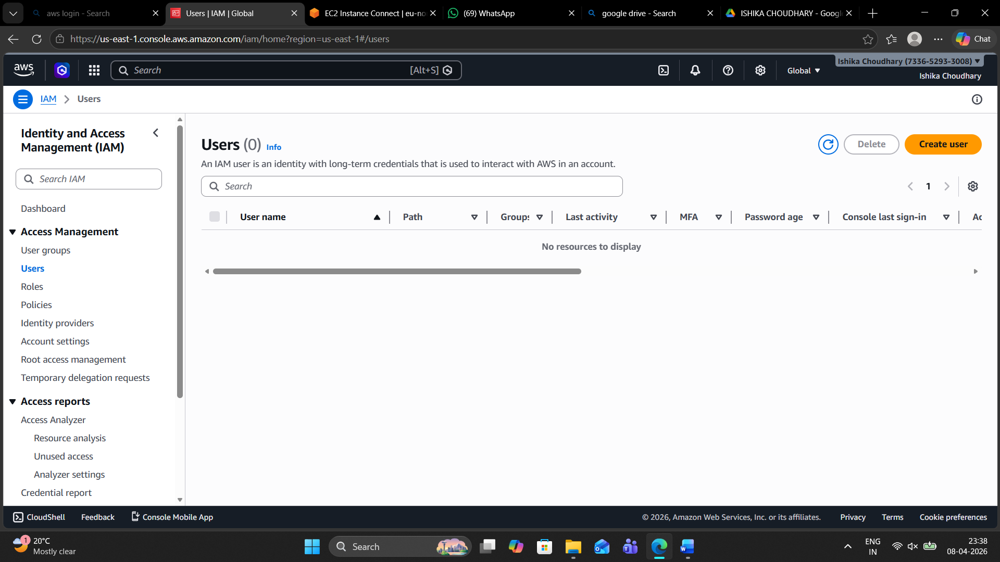 aws login - Search
Users | IAM | Global
EC2 Instance Connect | eu-no
(69) WhatsApp
google drive - Search
ISHIKA CHOUDHARY - Googl
https://us-east-1.console.aws.amazon.com/iam/home?region=us-east-1#/users
Chat
aws
Search
[Alt+S]
Global
Ishika Choudhary (7336-5293-3008)
Ishika Choudhary
IAM
Users
Identity and Access
Management (IAM)
Search IAM
Dashboard
Access Management
User groups
Users
Roles
Policies
Identity providers
Account settings
Root access management
Temporary delegation requests
Access reports
Access Analyzer
Resource analysis
Unused access
Analyzer settings
Credential report
Users (0) Info
Delete
Create user
An IAM user is an identity with long-term credentials that is used to interact with AWS in an account.
Search
1
User name
Path
Groups
Last activity
MFA
Password age
Console last sign-in
Ac
No resources to display
CloudShell
Feedback
Console Mobile App
© 2026, Amazon Web Services, Inc. or its affiliates.
Privacy
Terms
Cookie preferences
1
20°C
Mostly clear
Search
ENG
IN
23:38
08-04-2026